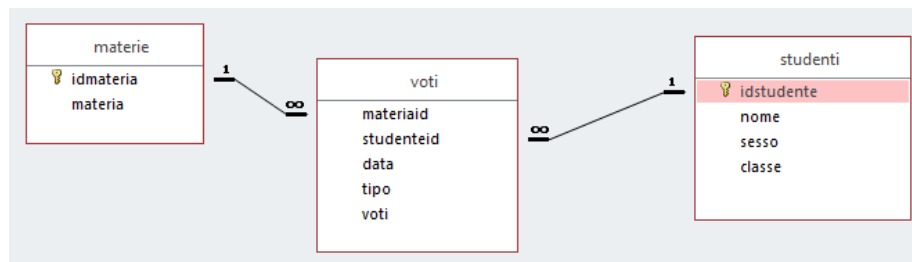 materie
idmateria
materia
1
∞
voti
materiaid
studenteid
data
tipo
voti
∞
1
studenti
idstudente
nome
sesso
classe